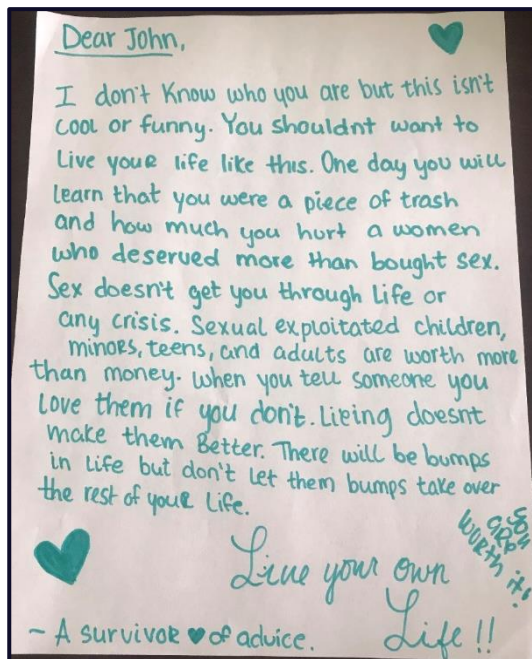 Dear John,
I don't Know who you are but this isn't
cool or funny. You shouldnt want to
Live your life like this. One day you will
learn that you were a piece of trash
and how much you hurt a women
who deserved more than bought sex.
Sex doesn't get you through Life or
any crisis. Sexual exploitated children,
minors, teens, and adults are worth more
than money. when you tell someone you
Love them if you don't. Lieing doesnt
make them Better. There will be bumps
in life but don't let them bumps take over
the rest of your Life.
You
are
worth it!
Live your own
Life!!
~ A survivor ♥ of advice.